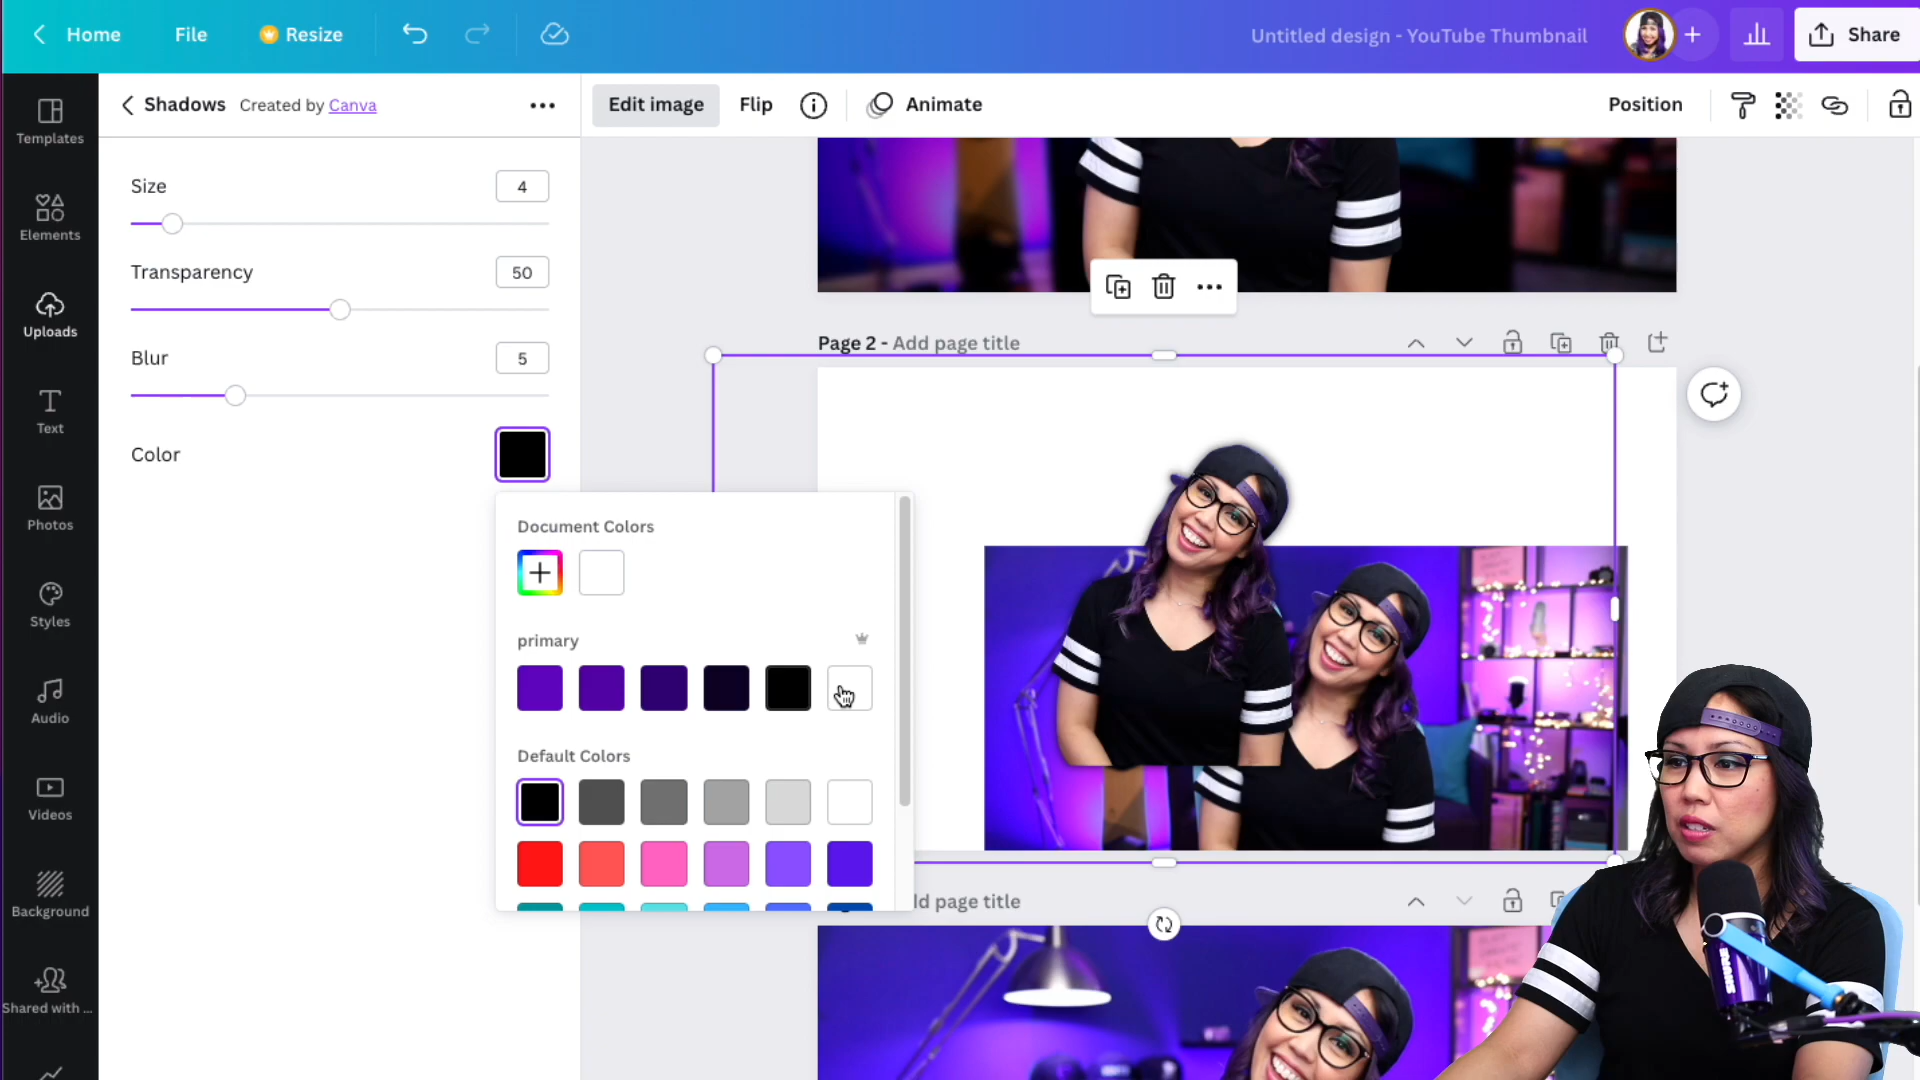 Home File Resize Untitled design - YouTube Thumbnail Share
Shadows Created by Canva Edit image Flip Animate Position
Templates
Size 4
Elements
Transparency 50
Uploads
Blur 5
Page 2 - Add page title
Text
Color
Photos
Document Colors
Styles
primary
Audio
Default Colors
Videos
Background
dd page title
Shared with ...